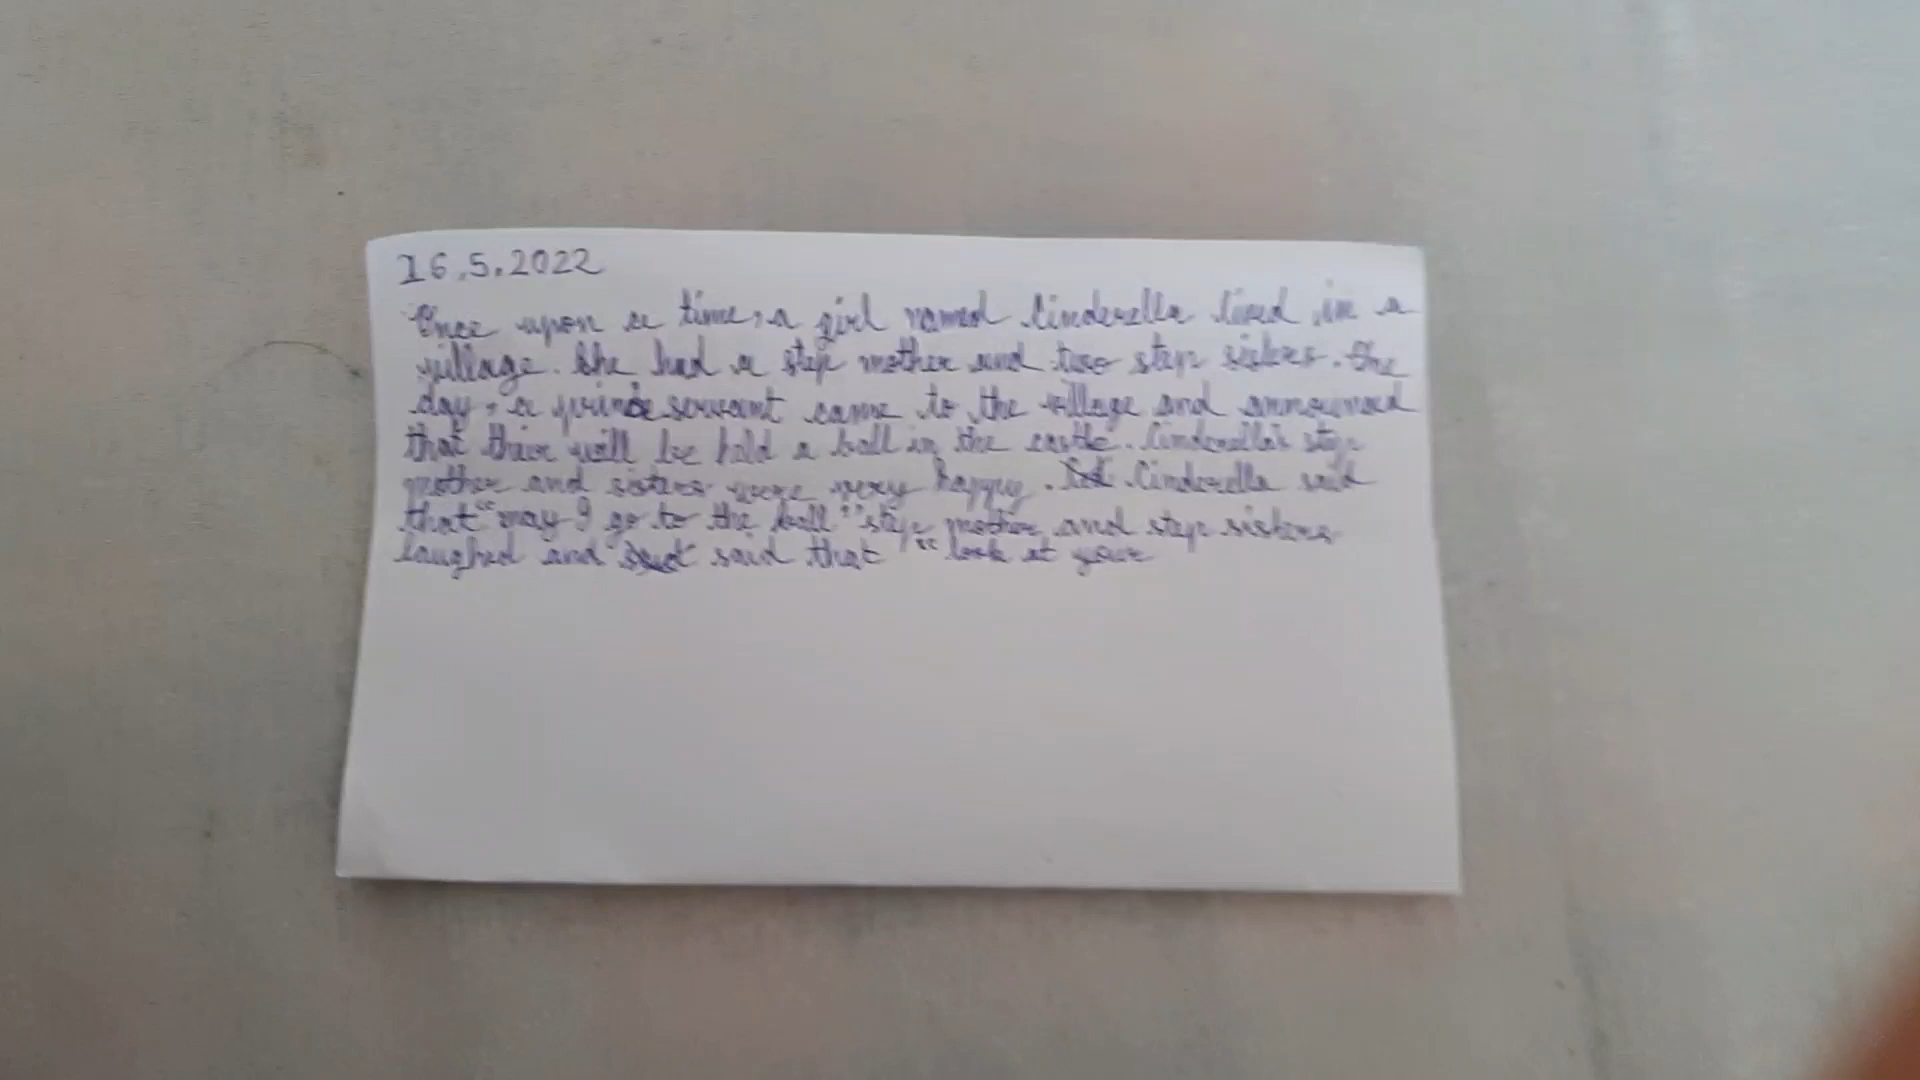 16.5.2022
Once upon a time, a girl named Cinderella lived in a
village. She had a step mother and two step sisters. One
day, a prince servant came to the village and announced
that thier will be held a ball in the castle. Cinderella's step
mother and sisters were very happy. Cinderella said
that "may I go to the ball" step mother and step sisters
laughed and said that "look at your